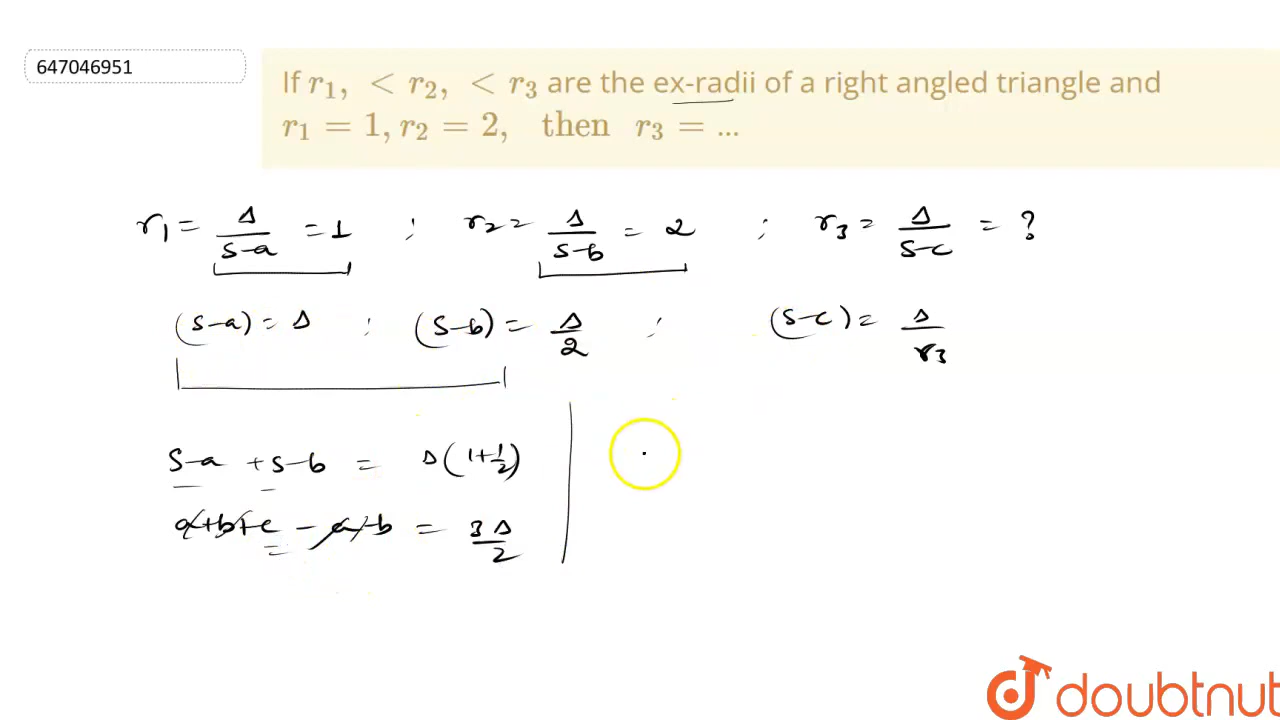 647046951
If r₁, < r₂, < r₃ are the ex-radii of a right angled triangle and
r₁ = 1, r₂ = 2, then r₃ = ...
r₁ = Δ/(s-a) = 1 ; r₂ = Δ/(s-b) = 2 ; r₃ = Δ/(s-c) = ?
(s-a) = Δ ; (s-b) = Δ/2 ; (s-c) = Δ/r₃
s-a + s-b = Δ(1+1/2)
a+b+c - a-b = 3Δ/2
doubtnut